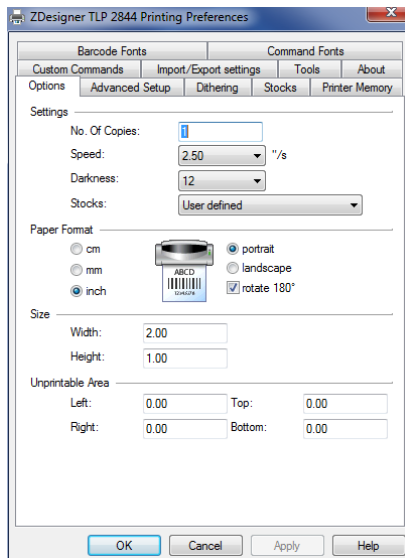 ZDesigner TLP 2844 Printing Preferences
Barcode Fonts Command Fonts
Custom Commands Import/Export settings Tools About
Options Advanced Setup Dithering Stocks Printer Memory
Settings
No. Of Copies: 1
Speed: 2.50 "/s
Darkness: 12
Stocks: User defined
Paper Format
cm portrait
mm landscape
inch rotate 180°
ABCD
12345678
Size
Width: 2.00
Height: 1.00
Unprintable Area
Left: 0.00 Top: 0.00
Right: 0.00 Bottom: 0.00
OK Cancel Apply Help